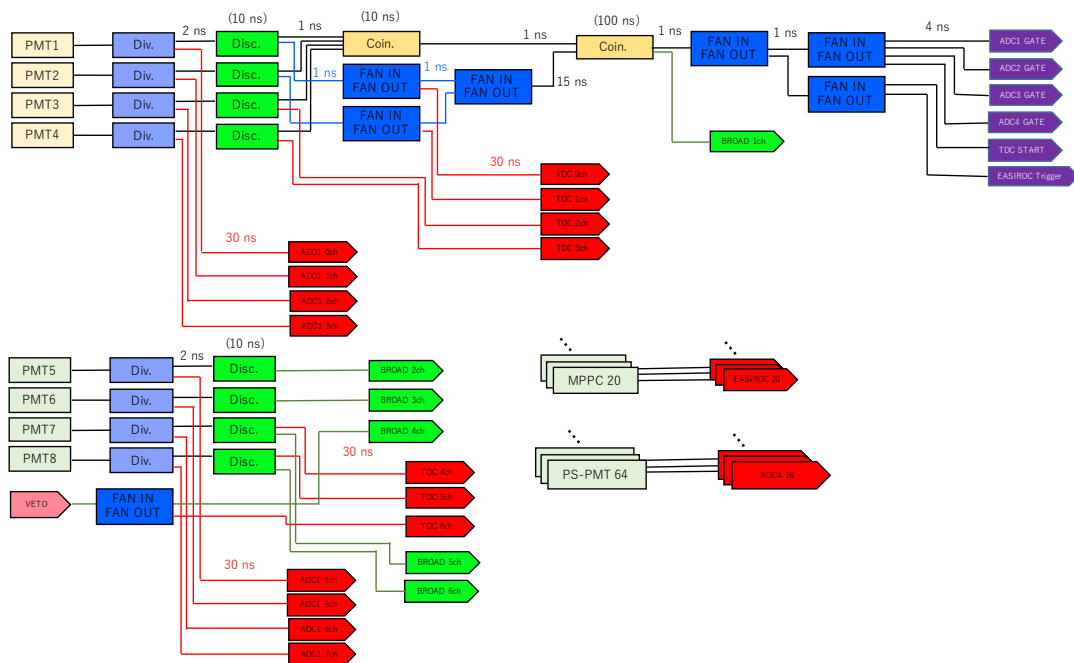 (10 ns)
(10 ns)
(100 ns)
2 ns
1 ns
1 ns
1 ns
1 ns
4 ns
PMT1
Div.
Disc.
Coin.
Coin.
FAN IN
FAN OUT
FAN IN
FAN OUT
ADC1 GATE
PMT2
Div.
Disc.
1 ns
FAN IN
FAN OUT
1 ns
FAN IN
FAN OUT
15 ns
ADC2 GATE
PMT3
Div.
Disc.
FAN IN
FAN OUT
FAN IN
FAN OUT
ADC3 GATE
PMT4
Div.
Disc.
ADC4 GATE
BROAD 1ch
TDC START
EASIROC Trigger
30 ns
TDC 0ch
TDC 1ch
TDC 2ch
TDC 3ch
30 ns
ADC1 0ch
ADC1 1ch
ADC1 2ch
ADC1 3ch
(10 ns)
2 ns
PMT5
Div.
Disc.
BROAD 2ch
PMT6
Div.
Disc.
BROAD 3ch
PMT7
Div.
Disc.
BROAD 4ch
PMT8
Div.
Disc.
30 ns
TDC 4ch
TDC 5ch
VETO
FAN IN
FAN OUT
TDC 6ch
BROAD 5ch
BROAD 6ch
30 ns
ADC1 4ch
ADC1 5ch
ADC1 6ch
ADC1 7ch
MPPC 20
EASIROC 20
PS-PMT 64
ADC4 16